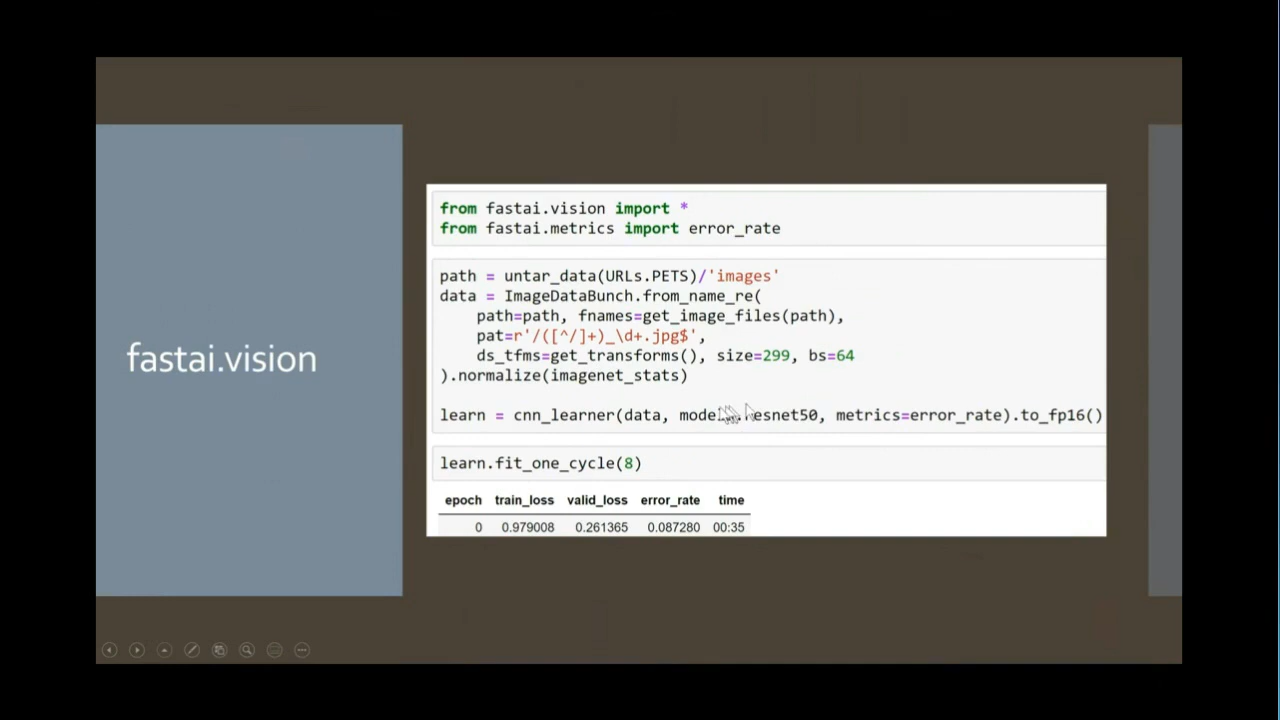 fastai.vision
from fastai.vision import *
from fastai.metrics import error_rate
path = untar_data(URLs.PETS)/'images'
data = ImageDataBunch.from_name_re(
path=path, fnames=get_image_files(path),
pat=r'/([^/]+)_\d+.jpg$',
ds_tfms=get_transforms(), size=299, bs=64
).normalize(imagenet_stats)
learn = cnn_learner(data, metrics=error_rate).to_fp16()
learn.fit_one_cycle(8)
epoch train_loss valid_loss error_rate time
0 0.979008 0.261365 0.087280 00:35